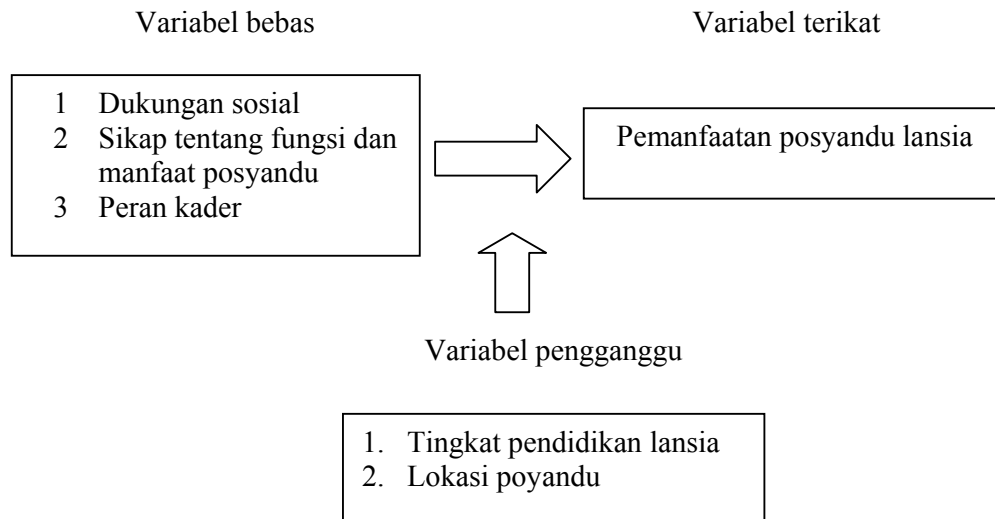 Variabel bebas
Variabel terikat
1 Dukungan sosial
2 Sikap tentang fungsi dan
manfaat posyandu
3 Peran kader
Pemanfaatan posyandu lansia
Variabel pengganggu
1. Tingkat pendidikan lansia
2. Lokasi poyandu